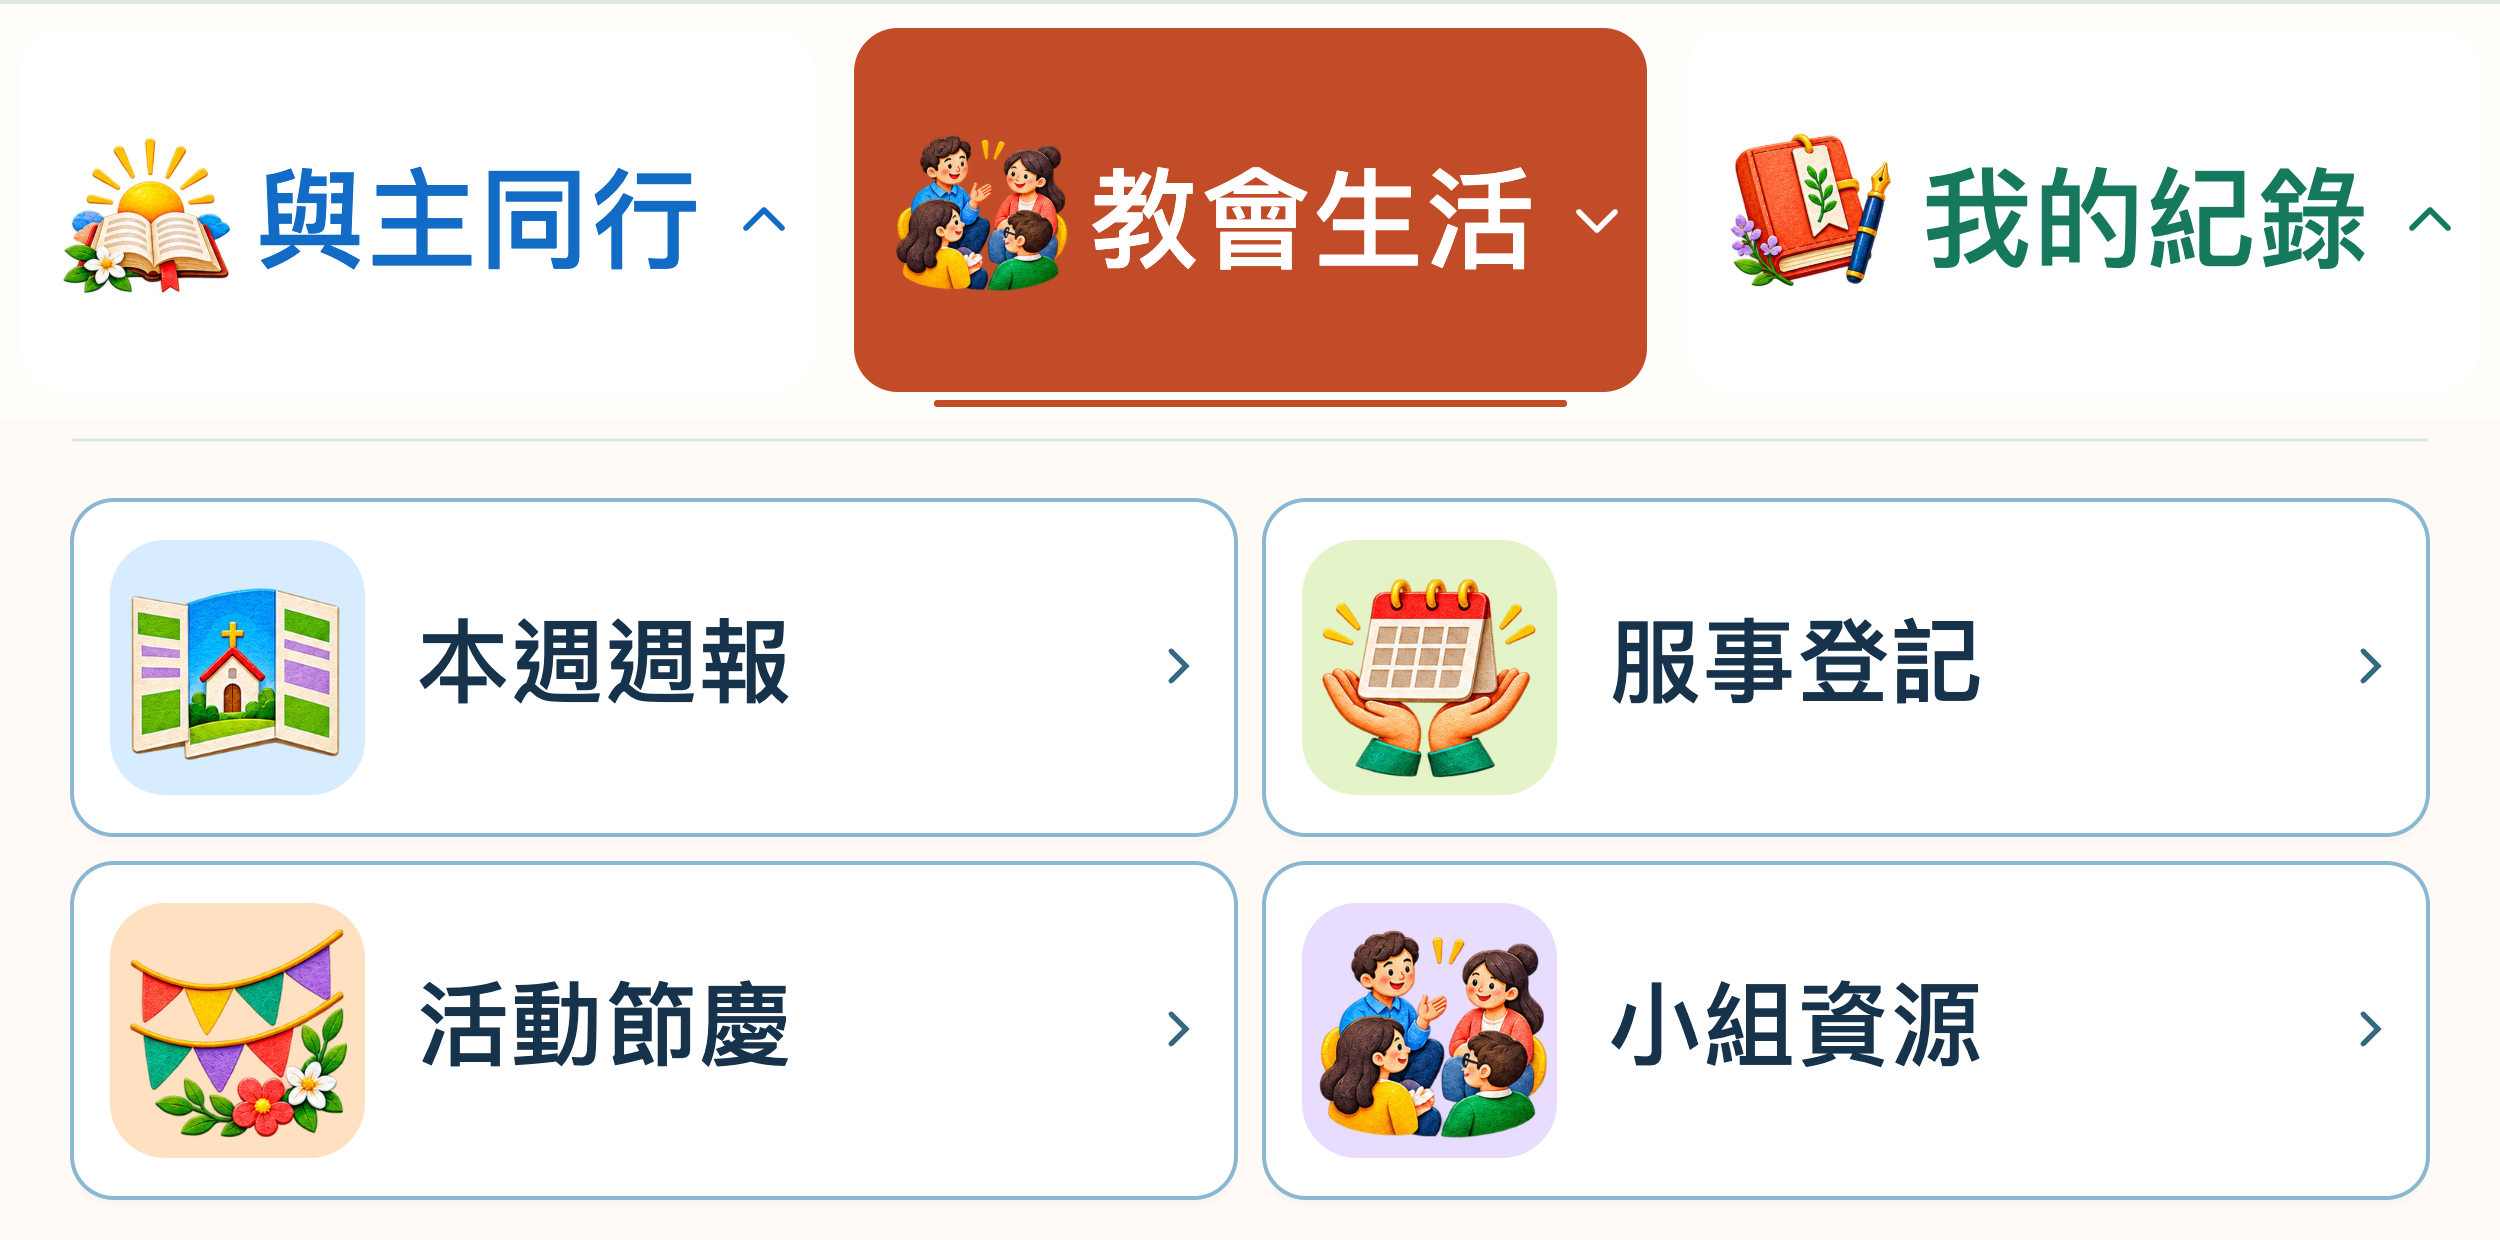 與主同行
教會生活
我的紀錄
本週週報
服事登記
活動節慶
小組資源